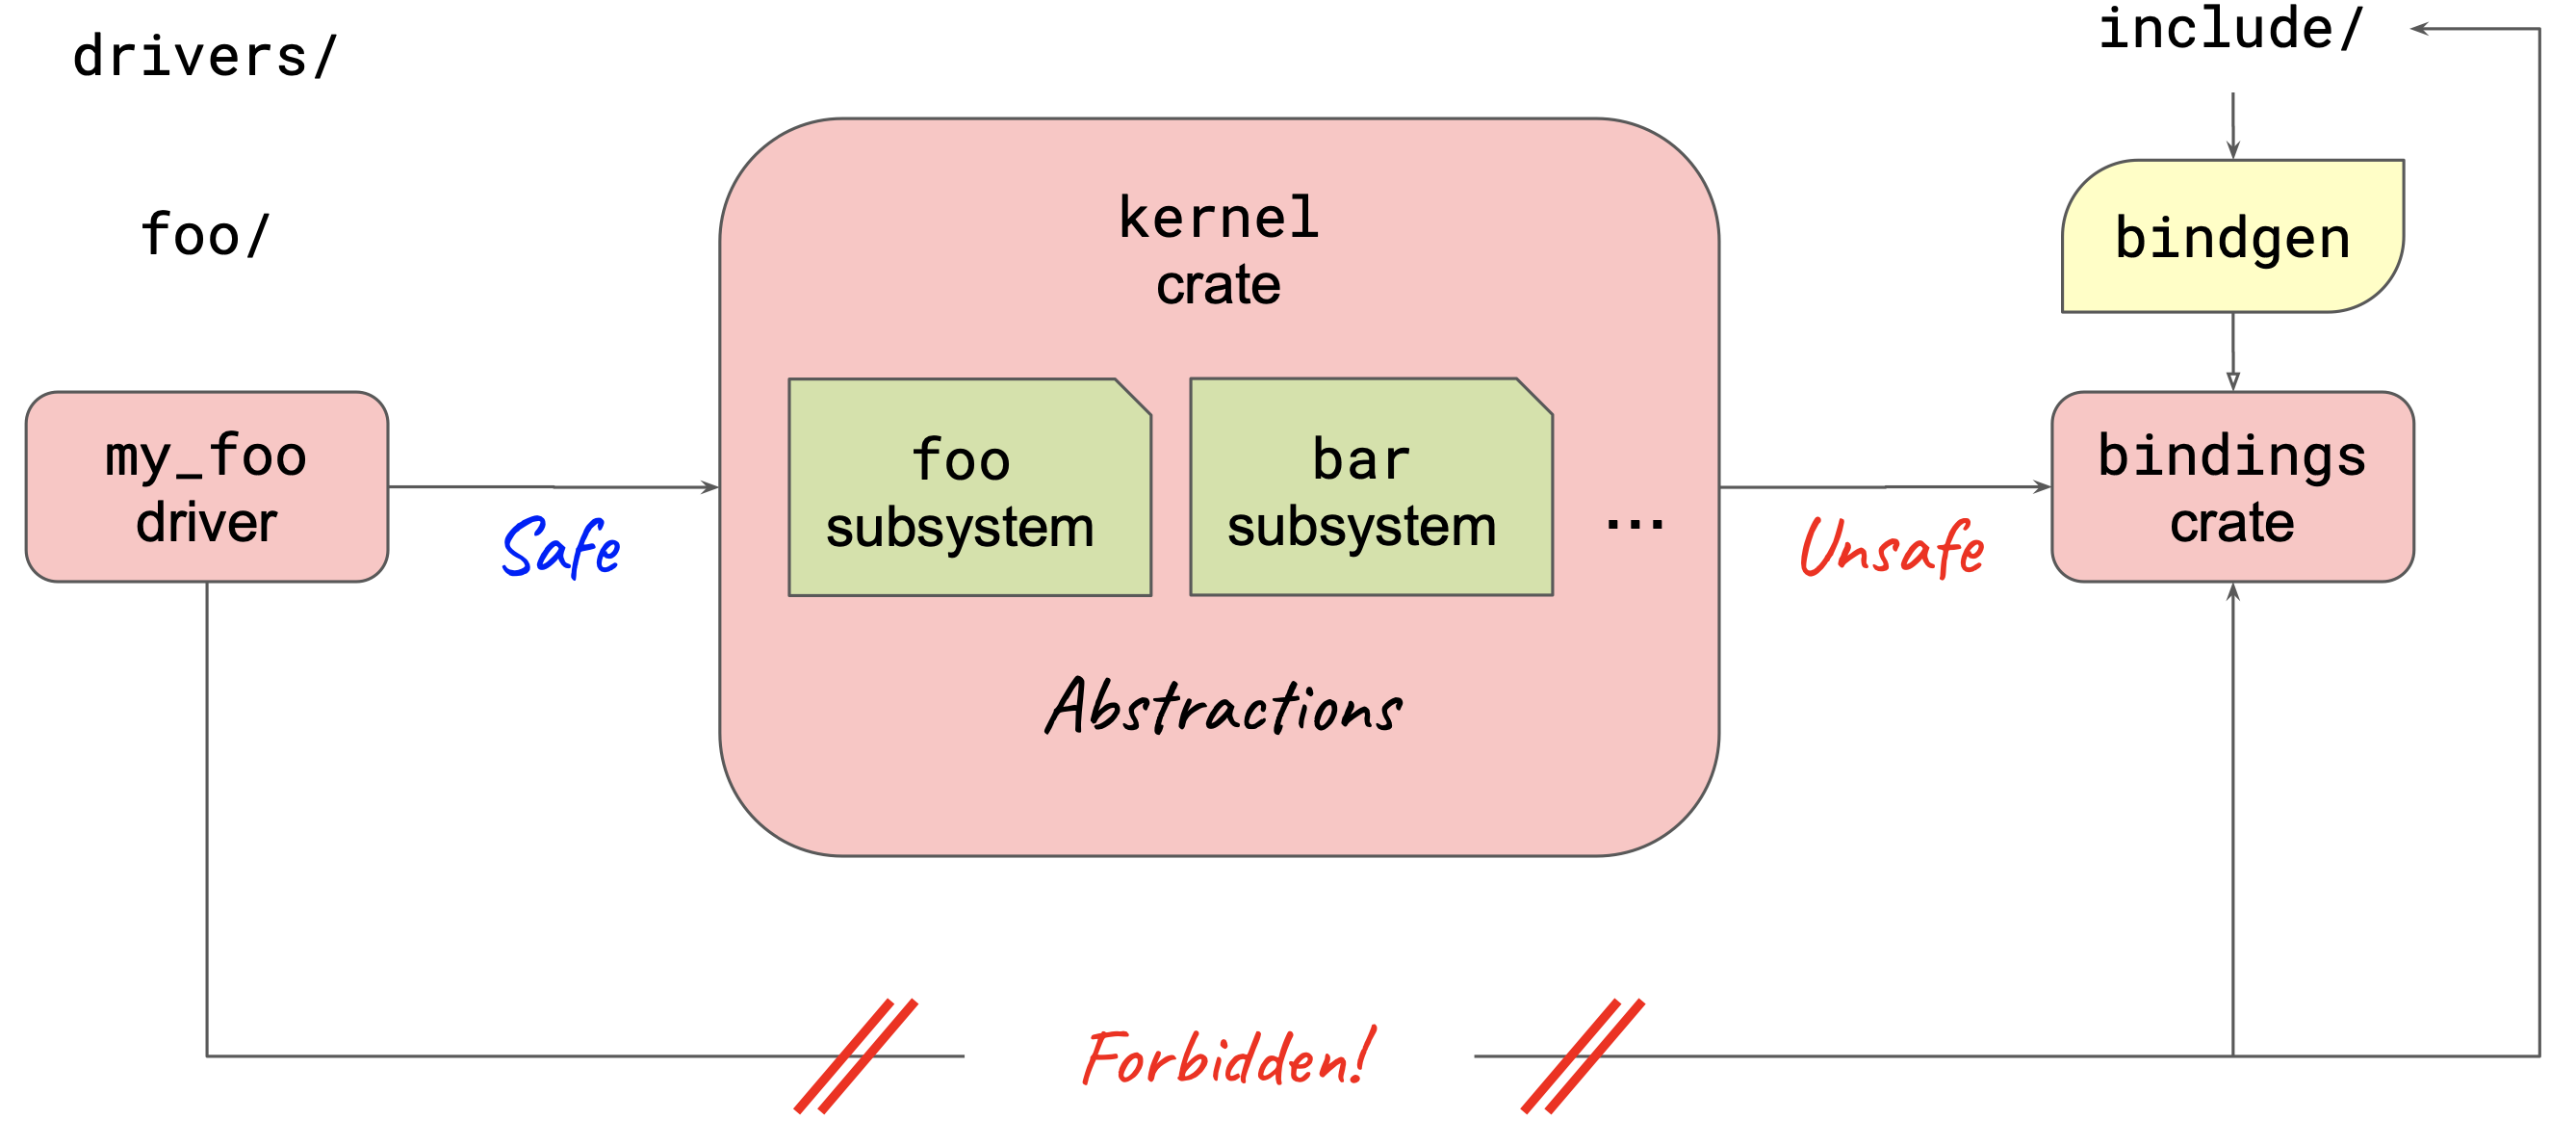 drivers/
foo/
my_foo
driver
Safe
kernel
crate
foo
subsystem
bar
subsystem
...
Abstractions
Unsafe
include/
bindgen
bindings
crate
Forbidden!